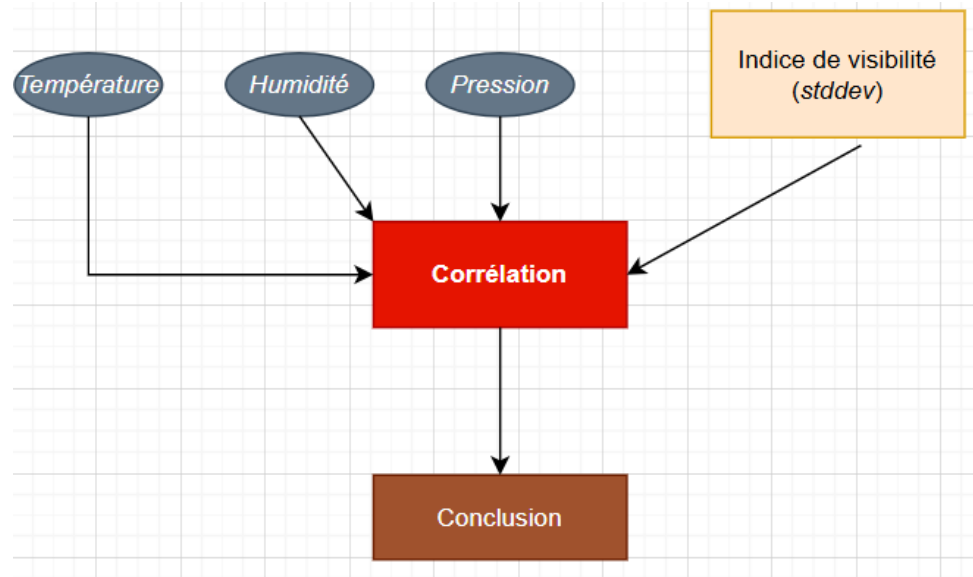 Température
Humidité
Pression
Indice de visibilité
(stddev)
Corrélation
Conclusion